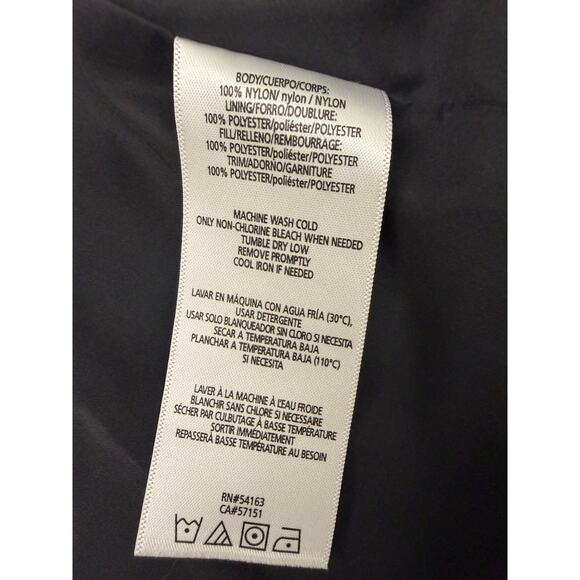 BODY/CUERPO/CORPS:
100% NYLON/ nylon / NYLON
LINING/FORRO/DOUBLURE:
100% POLYESTER/poliéster/POLYESTER
FILL/RELLENO/REMBOURRAGE:
100% POLYESTER/poliéster/POLYESTER
TRIM/ADORNO/GARNITURE
100% POLYESTER/poliéster/POLYESTER
MACHINE WASH COLD
ONLY NON-CHLORINE BLEACH WHEN NEEDED
TUMBLE DRY LOW
REMOVE PROMPTLY
COOL IRON IF NEEDED
LAVAR EN MÁQUINA CON AGUA FRÍA (30°C),
USAR DETERGENTE
USAR SOLO BLANQUEADOR SIN CLORO SI NECESITA
SECAR A TEMPERATURA BAJA
PLANCHAR A TEMPERATURA BAJA (110°C)
SI NECESITA
LAVER À LA MACHINE À L'EAU FROIDE
BLANCHIR SANS CHLORE SI NÉCESSAIRE
SÉCHER PAR CULBUTAGE À BASSE TEMPÉRATURE
SORTIR IMMÉDIATEMENT
REPASSERÀ BASSE TEMPÉRATURE AU BESOIN
RN#54163
CA#57151